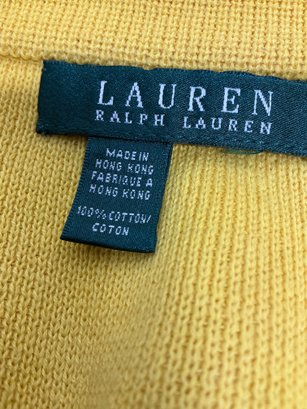 LAUREN
RALPH LAUREN
MADE IN
HONG KONG
FABRIQUE A
HONG KONG
100% COTTON/
COTON